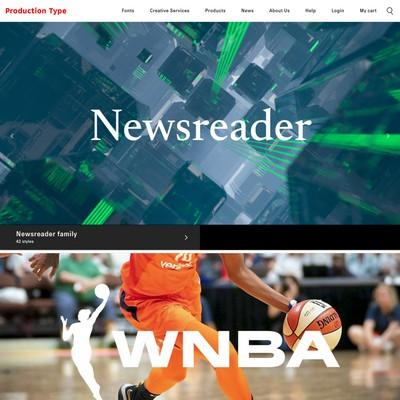 Production Type
Fonts
Creative Services
Products
News
About Us
Help
Login
My cart
Newsreader
Newsreader family
42 styles
WNBA